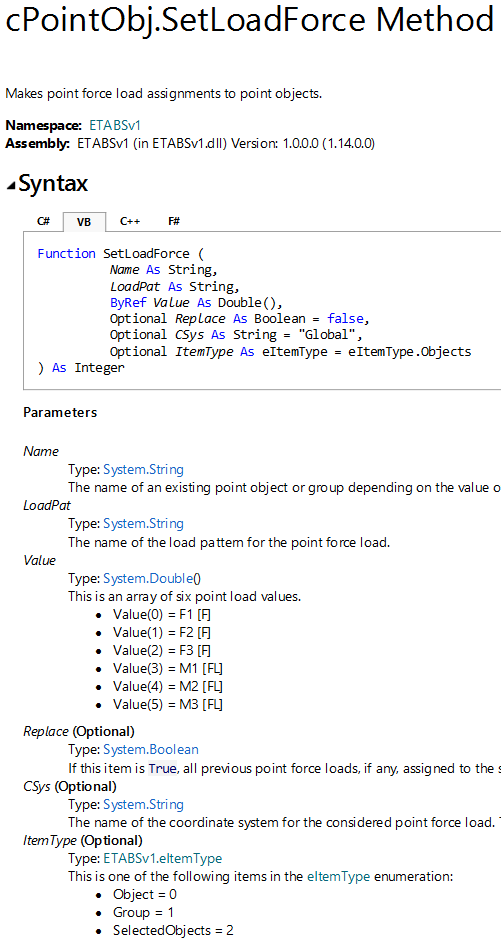 cPointObj.SetLoadForce Method
Makes point force load assignments to point objects.
Namespace: ETABSv1
Assembly: ETABSv1 (in ETABSv1.dll) Version: 1.0.0.0 (1.14.0.0)
Syntax
C# VB C++ F#
Function SetLoadForce (
Name As String,
LoadPat As String,
ByRef Value As Double(),
Optional Replace As Boolean = false,
Optional CSys As String = "Global",
Optional ItemType As eItemType = eItemType.Objects
) As Integer
Parameters
Name
Type: System.String
The name of an existing point object or group depending on the value o
LoadPat
Type: System.String
The name of the load pattern for the point force load.
Value
Type: System.Double()
This is an array of six point load values.
• Value(0) = F1 [F]
• Value(1) = F2 [F]
• Value(2) = F3 [F]
• Value(3) = M1 [FL]
• Value(4) = M2 [FL]
• Value(5) = M3 [FL]
Replace (Optional)
Type: System.Boolean
If this item is True, all previous point force loads, if any, assigned to the s
CSys (Optional)
Type: System.String
The name of the coordinate system for the considered point force load.
ItemType (Optional)
Type: ETABSv1.eItemType
This is one of the following items in the eItemType enumeration:
• Object = 0
• Group = 1
• SelectedObjects = 2